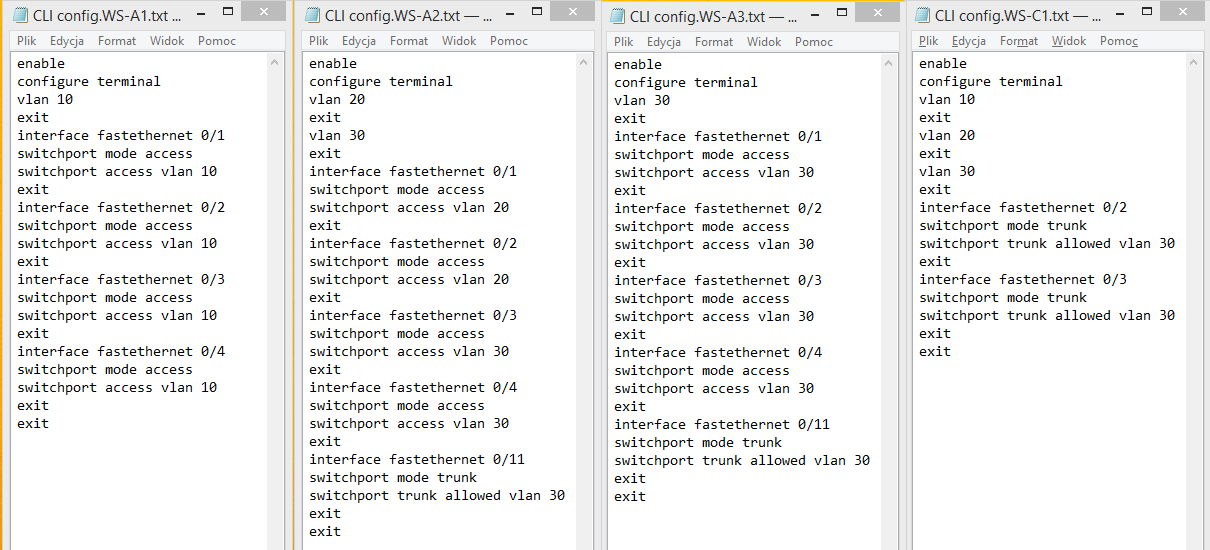 CLI config.WS-A1.txt ...
Plik Edycja Format Widok Pomoc
enable
configure terminal
vlan 10
exit
interface fastethernet 0/1
switchport mode access
switchport access vlan 10
exit
interface fastethernet 0/2
switchport mode access
switchport access vlan 10
exit
interface fastethernet 0/3
switchport mode access
switchport access vlan 10
exit
interface fastethernet 0/4
switchport mode access
switchport access vlan 10
exit
exit
CLI config.WS-A2.txt — ...
Plik Edycja Format Widok Pomoc
enable
configure terminal
vlan 20
exit
vlan 30
exit
interface fastethernet 0/1
switchport mode access
switchport access vlan 20
exit
interface fastethernet 0/2
switchport mode access
switchport access vlan 20
exit
interface fastethernet 0/3
switchport mode access
switchport access vlan 30
exit
interface fastethernet 0/4
switchport mode access
switchport access vlan 30
exit
interface fastethernet 0/11
switchport mode trunk
switchport trunk allowed vlan 30
exit
exit
CLI config.WS-A3.txt — ...
Plik Edycja Format Widok Pomoc
enable
configure terminal
vlan 30
exit
interface fastethernet 0/1
switchport mode access
switchport access vlan 30
exit
interface fastethernet 0/2
switchport mode access
switchport access vlan 30
exit
interface fastethernet 0/3
switchport mode access
switchport access vlan 30
exit
interface fastethernet 0/4
switchport mode access
switchport access vlan 30
exit
interface fastethernet 0/11
switchport mode trunk
switchport trunk allowed vlan 30
exit
exit
CLI config.WS-C1.txt — ...
Plik Edycja Format Widok Pomoc
enable
configure terminal
vlan 10
exit
vlan 20
exit
vlan 30
exit
interface fastethernet 0/2
switchport mode trunk
switchport trunk allowed vlan 30
exit
interface fastethernet 0/3
switchport mode trunk
switchport trunk allowed vlan 30
exit
exit